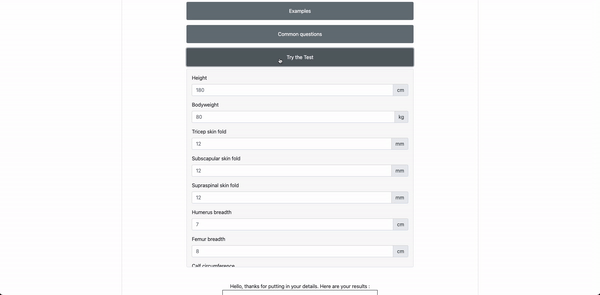 Examples
Common questions
Try the Test
Height
180
cm
Bodyweight
80
kg
Tricep skin fold
12
mm
Subscapular skin fold
12
mm
Supraspinal skin fold
12
mm
Humerus breadth
7
cm
Femur breadth
8
cm
Calf circumference
Hello, thanks for putting in your details. Here are your results :